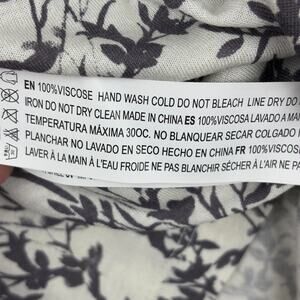 EN 100%VISCOSE HAND WASH COLD DO NOT BLEACH LINE DRY DO
IRON DO NOT DRY CLEAN MADE IN CHINA ES 100%VISCOSE LAVADO A MA
TEMPERATURA MÁXIMA 30OC. NO BLANQUEAR SECAR COLGADO
PLANCHAR NO LAVADO EN SECO HECHO EN CHINA FR 100%VISCOSE
LAVER À LA MAIN À L'EAU FROIDE NE PAS BLANCHIR SÉCHER À L'AIR NE PAS